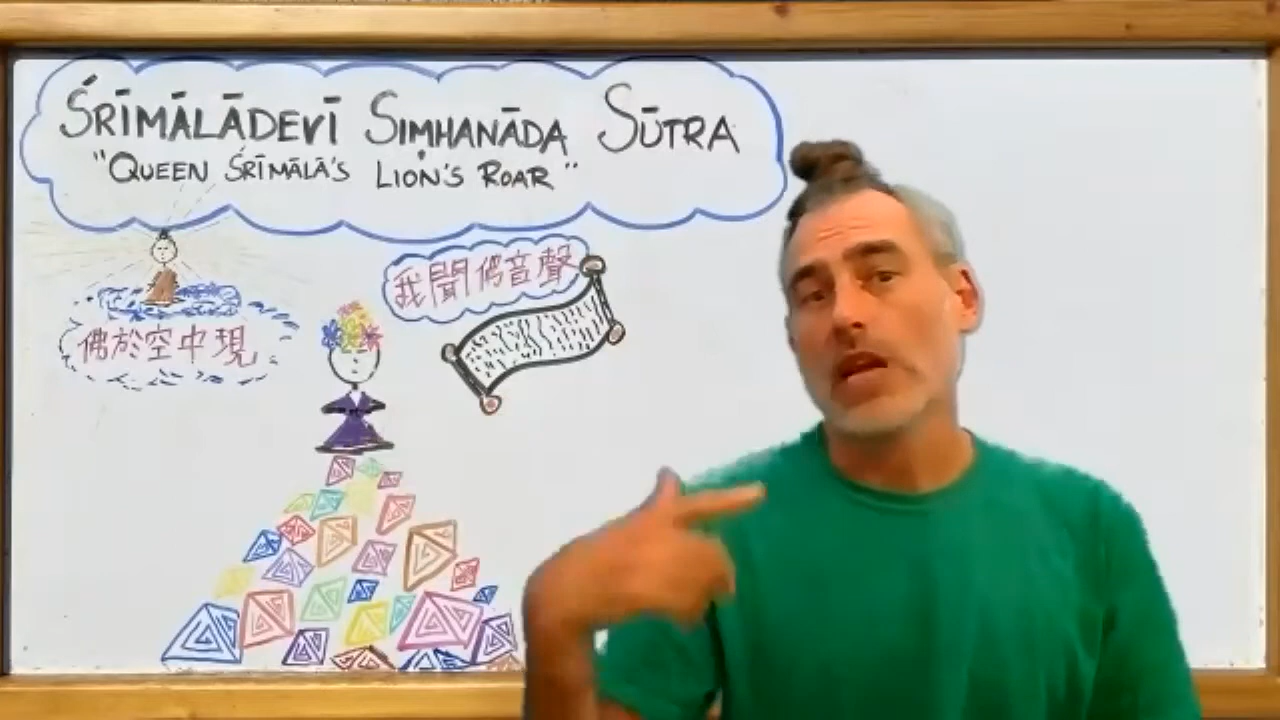 ŚRĪMĀLĀDEVĪ SIṂHANĀDA SŪTRA
"QUEEN ŚRĪMĀLĀ'S LION'S ROAR"
我聞佛音聲
佛於空中現